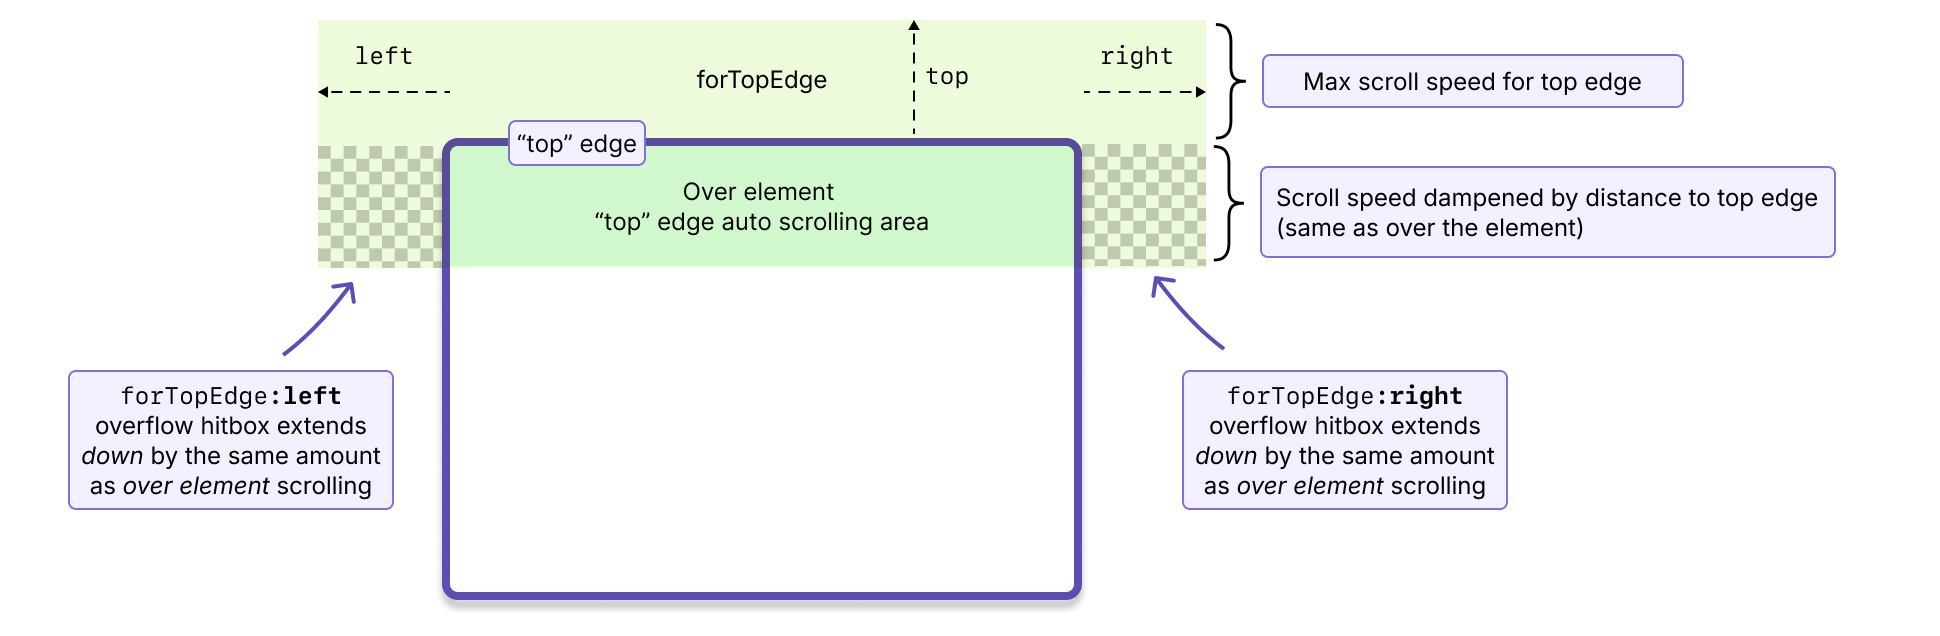 left
forTopEdge
top
right
Max scroll speed for top edge
“top” edge
Over element
“top” edge auto scrolling area
Scroll speed dampened by distance to top edge
(same as over the element)
forTopEdge:left
overflow hitbox extends
down by the same amount
as over element scrolling
forTopEdge:right
overflow hitbox extends
down by the same amount
as over element scrolling